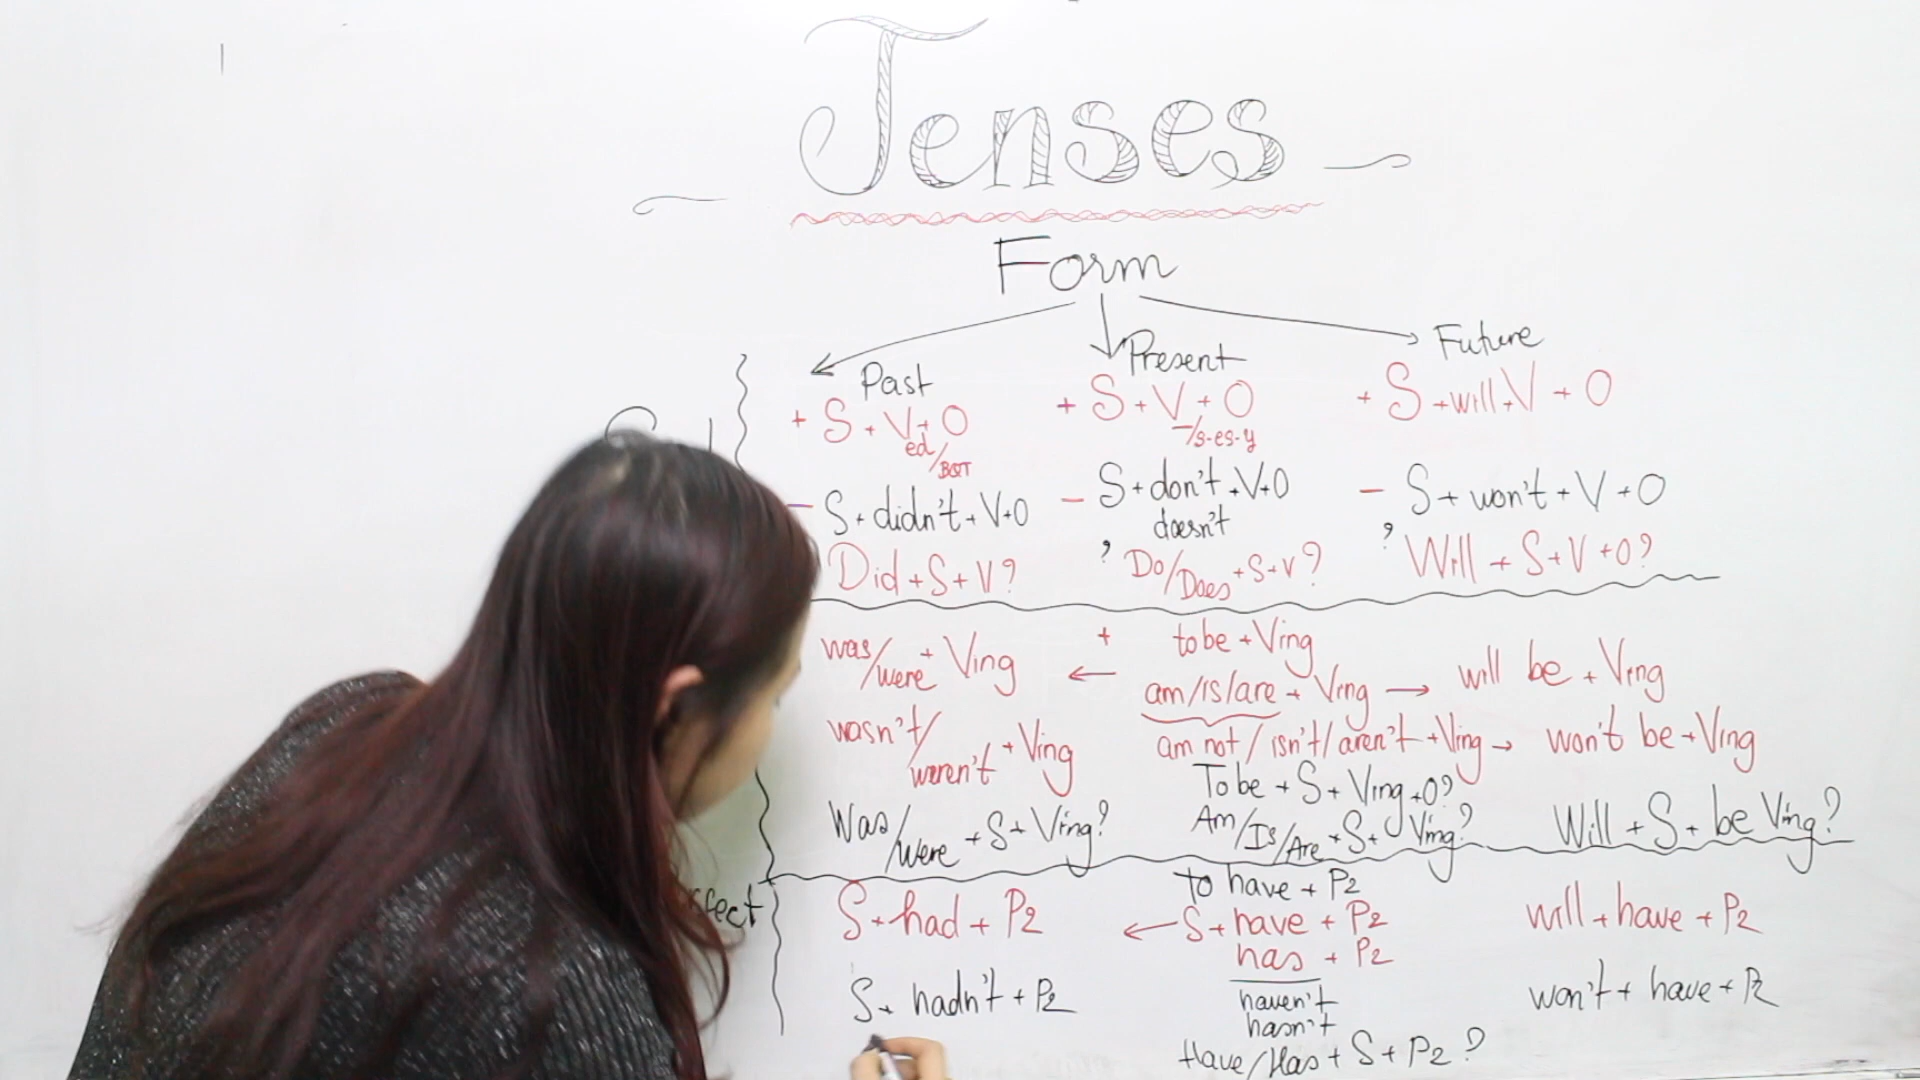 Tenses
Form
Past
Present
Future
+ S + V + O
ed/BQT
+ S + V + O
-/s-es-y
+ S + will + V + O
- S + didn't + V + O
- S + don't + V + O
doesn't
- S + won't + V + O
Did + S + V?
? Do/Does + S + V?
? Will + S + V + O?
was/were + Ving
+ to be + Ving
← am/is/are + Ving → will be + Ving
wasn't/weren't + Ving
am not / isn't / aren't + Ving → won't be + Ving
To be + S + Ving + O?
Was/Were + S + Ving?
Am/Is/Are + S + Ving?
Will + S + be Ving?
to have + P2
S + had + P2
← S + have + P2
has + P2
will + have + P2
S + hadn't + P2
haven't
hasn't
won't + have + P2
Have/Has + S + P2?